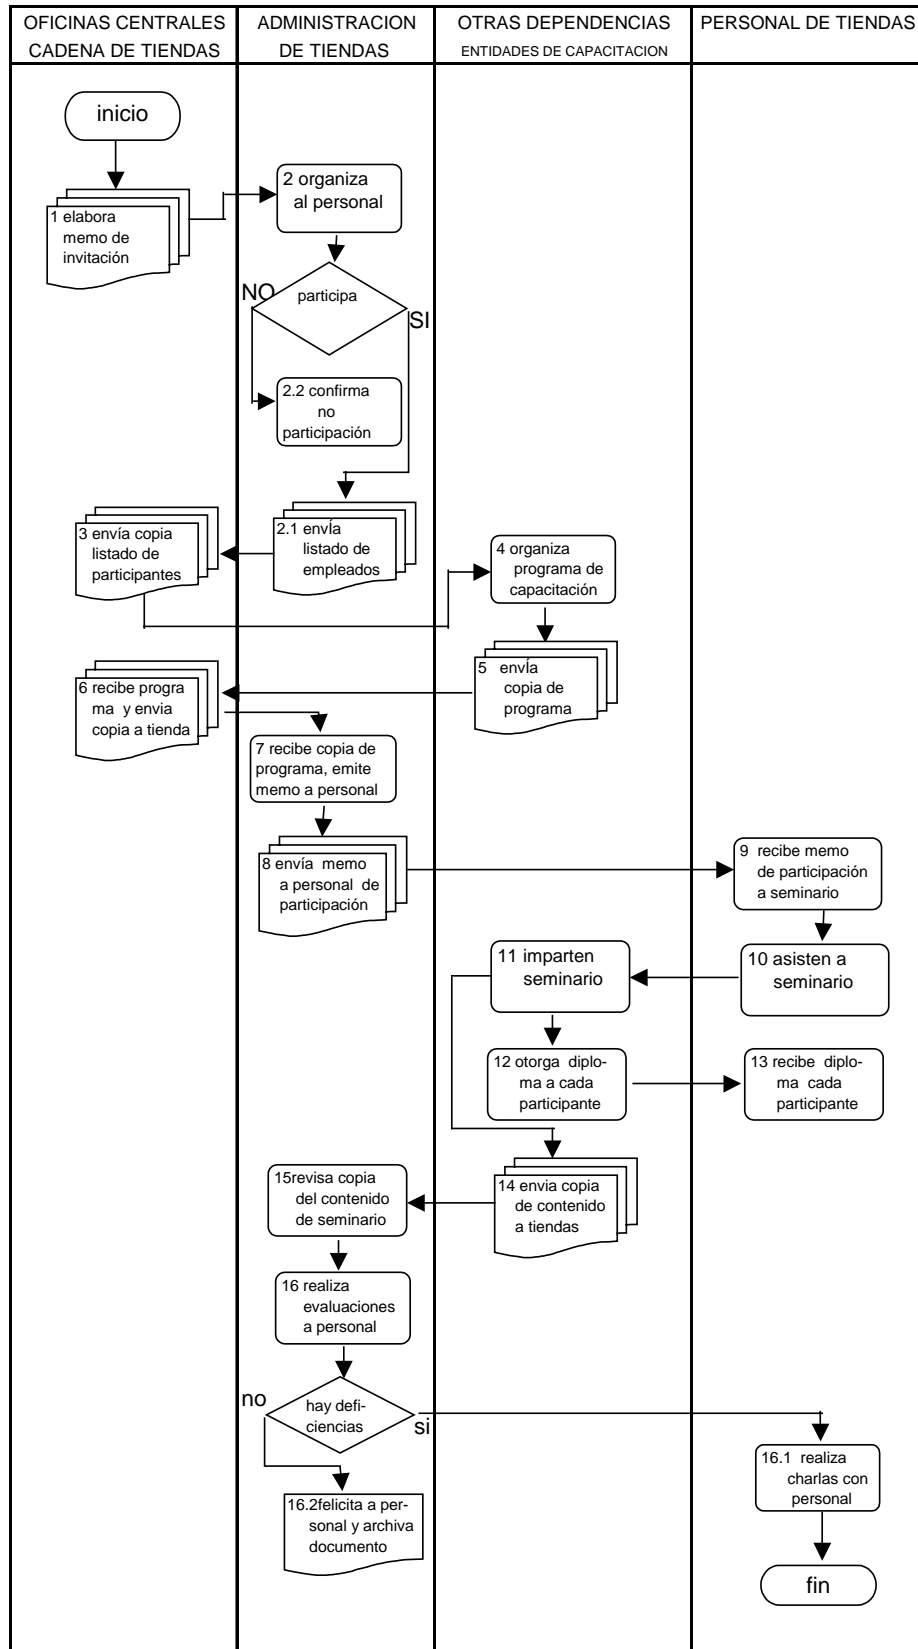 OFICINAS CENTRALES
CADENA DE TIENDAS
ADMINISTRACION
DE TIENDAS
OTRAS DEPENDENCIAS
ENTIDADES DE CAPACITACION
PERSONAL DE TIENDAS
inicio
1 elabora
memo de
invitación
2 organiza
al personal
participa
NO
SI
2.2 confirma
no
participación
2.1 envÍa
listado de
empleados
3 envía copia
listado de
participantes
4 organiza
programa de
capacitación
5 envÍa
copia de
programa
6 recibe progra
ma y envia
copia a tienda
7 recibe copia de
programa, emite
memo a personal
8 envía memo
a personal de
participación
9 recibe memo
de participación
a seminario
10 asisten a
seminario
11 imparten
seminario
12 otorga diplo-
ma a cada
participante
13 recibe diplo-
ma cada
participante
14 envia copia
de contenido
a tiendas
15revisa copia
del contenido
de seminario
16 realiza
evaluaciones
a personal
hay defi-
ciencias
no
si
16.1 realiza
charlas con
personal
16.2felicita a per-
sonal y archiva
documento
fin